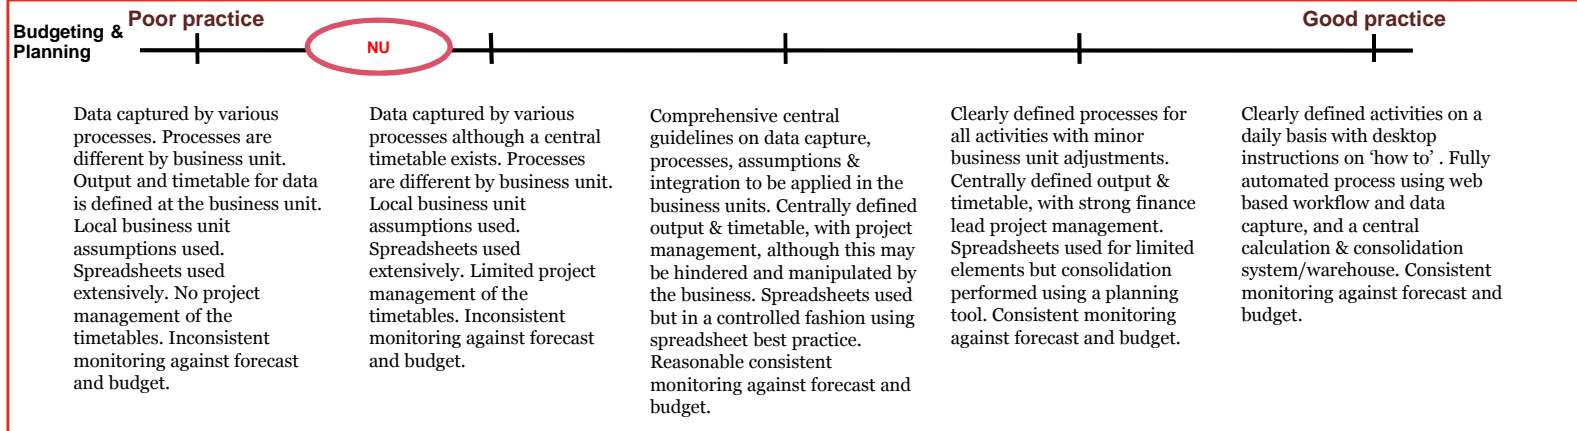 Poor practice
Good practice
Budgeting &
Planning
NU
Data captured by various
processes. Processes are
different by business unit.
Output and timetable for data
is defined at the business unit.
Local business unit
assumptions used.
Spreadsheets used
extensively. No project
management of the
timetables. Inconsistent
monitoring against forecast
and budget.
Data captured by various
processes although a central
timetable exists. Processes
are different by business unit.
Local business unit
assumptions used.
Spreadsheets used
extensively. Limited project
management of the
timetables. Inconsistent
monitoring against forecast
and budget.
Comprehensive central
guidelines on data capture,
processes, assumptions &
integration to be applied in the
business units. Centrally defined
output & timetable, with project
management, although this may
be hindered and manipulated by
the business. Spreadsheets used
but in a controlled fashion using
spreadsheet best practice.
Reasonable consistent
monitoring against forecast and
budget.
Clearly defined processes for
all activities with minor
business unit adjustments.
Centrally defined output &
timetable, with strong finance
lead project management.
Spreadsheets used for limited
elements but consolidation
performed using a planning
tool. Consistent monitoring
against forecast and budget.
Clearly defined activities on a
daily basis with desktop
instructions on ‘how to’ . Fully
automated process using web
based workflow and data
capture, and a central
calculation & consolidation
system/warehouse. Consistent
monitoring against forecast and
budget.